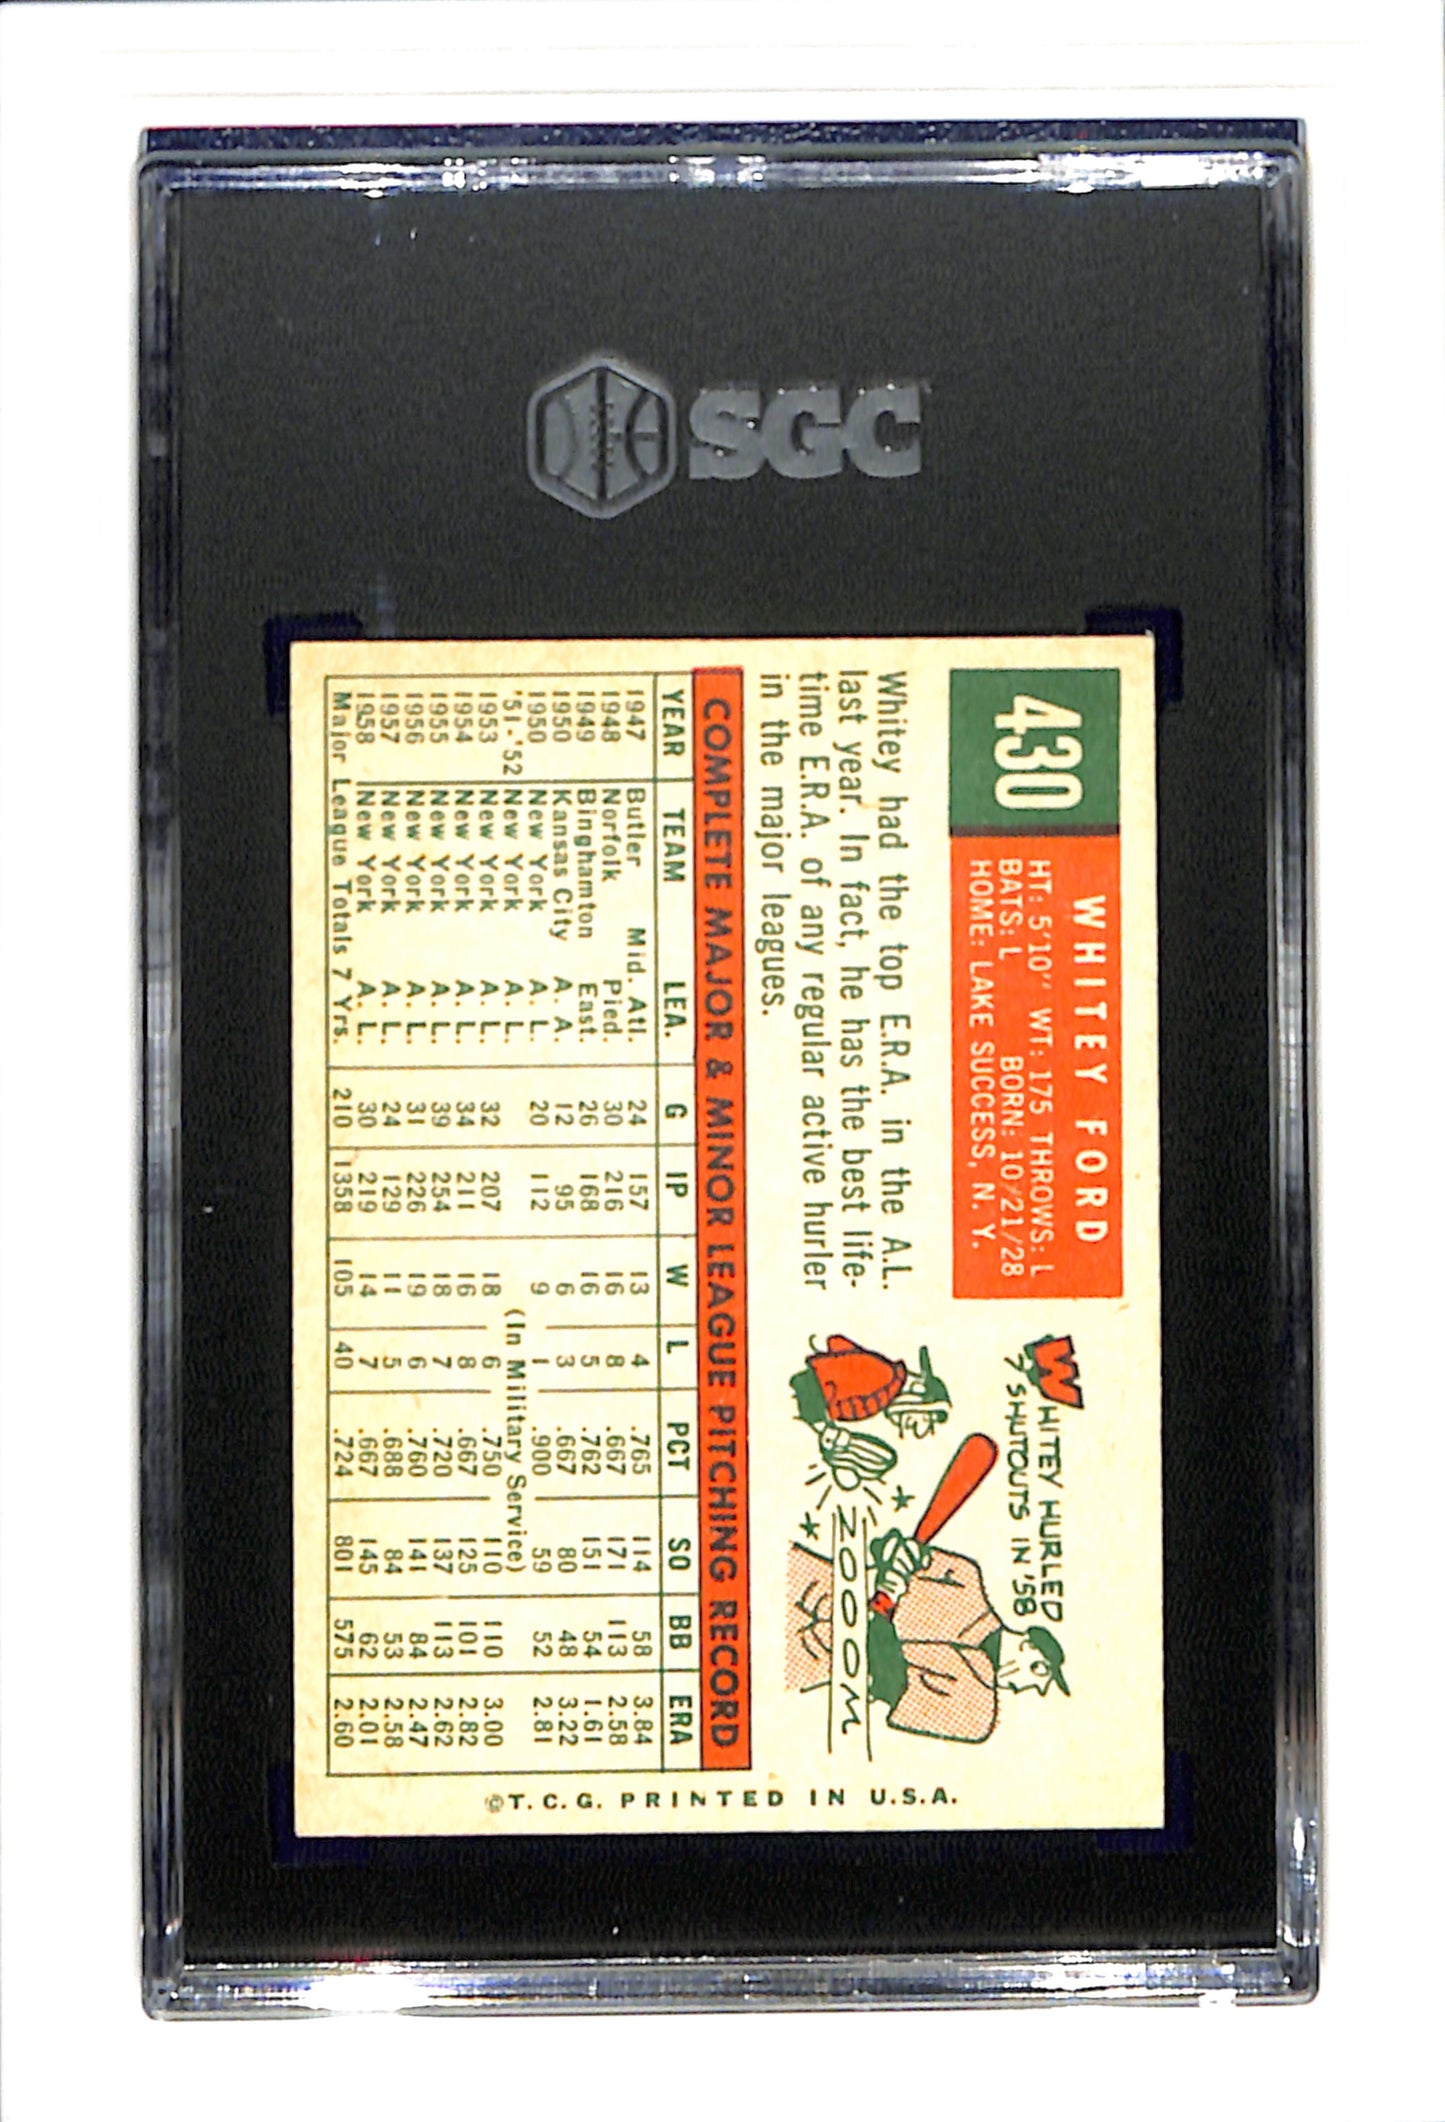 SGC
430
WHITEY FORD
HT: 5'10" WT: 175 THROWS: L
BATS: L BORN: 10/21/28
HOME: LAKE SUCCESS, N. Y.
WHITEY HURLED
7 SHUTOUTS IN '58
ZOOOOM
Whitey had the top E.R.A. in the A.L.
last year. In fact, he has the best life-
time E.R.A. of any regular active hurler
in the major leagues.
COMPLETE MAJOR & MINOR LEAGUE PITCHING RECORD
YEAR TEAM LEA. G IP W L PCT SO BB ERA
1947 Butler Mid. Atl. 24 157 13 4 .765 114 58 3.84
1948 Norfolk Pied. 30 216 16 8 .667 171 113 2.58
1949 Binghamton East. 26 168 16 5 .762 151 54 1.61
1950 Kansas City A. A. 12 95 6 3 .667 80 48 3.22
1950 New York A. L. 20 112 9 1 .900 59 52 2.81
'51-'52 New York A. L. (In Military Service)
1953 New York A. L. 32 207 18 6 .750 110 110 3.00
1954 New York A. L. 34 211 16 8 .667 125 101 2.82
1955 New York A. L. 39 254 18 7 .720 137 113 2.62
1956 New York A. L. 31 226 19 6 .760 141 84 2.47
1957 New York A. L. 24 129 11 5 .688 84 53 2.58
1958 New York A. L. 30 219 14 7 .667 145 62 2.01
Major League Totals 7 Yrs. 210 1358 105 40 .724 801 575 2.60
©T. C. G. PRINTED IN U.S.A.